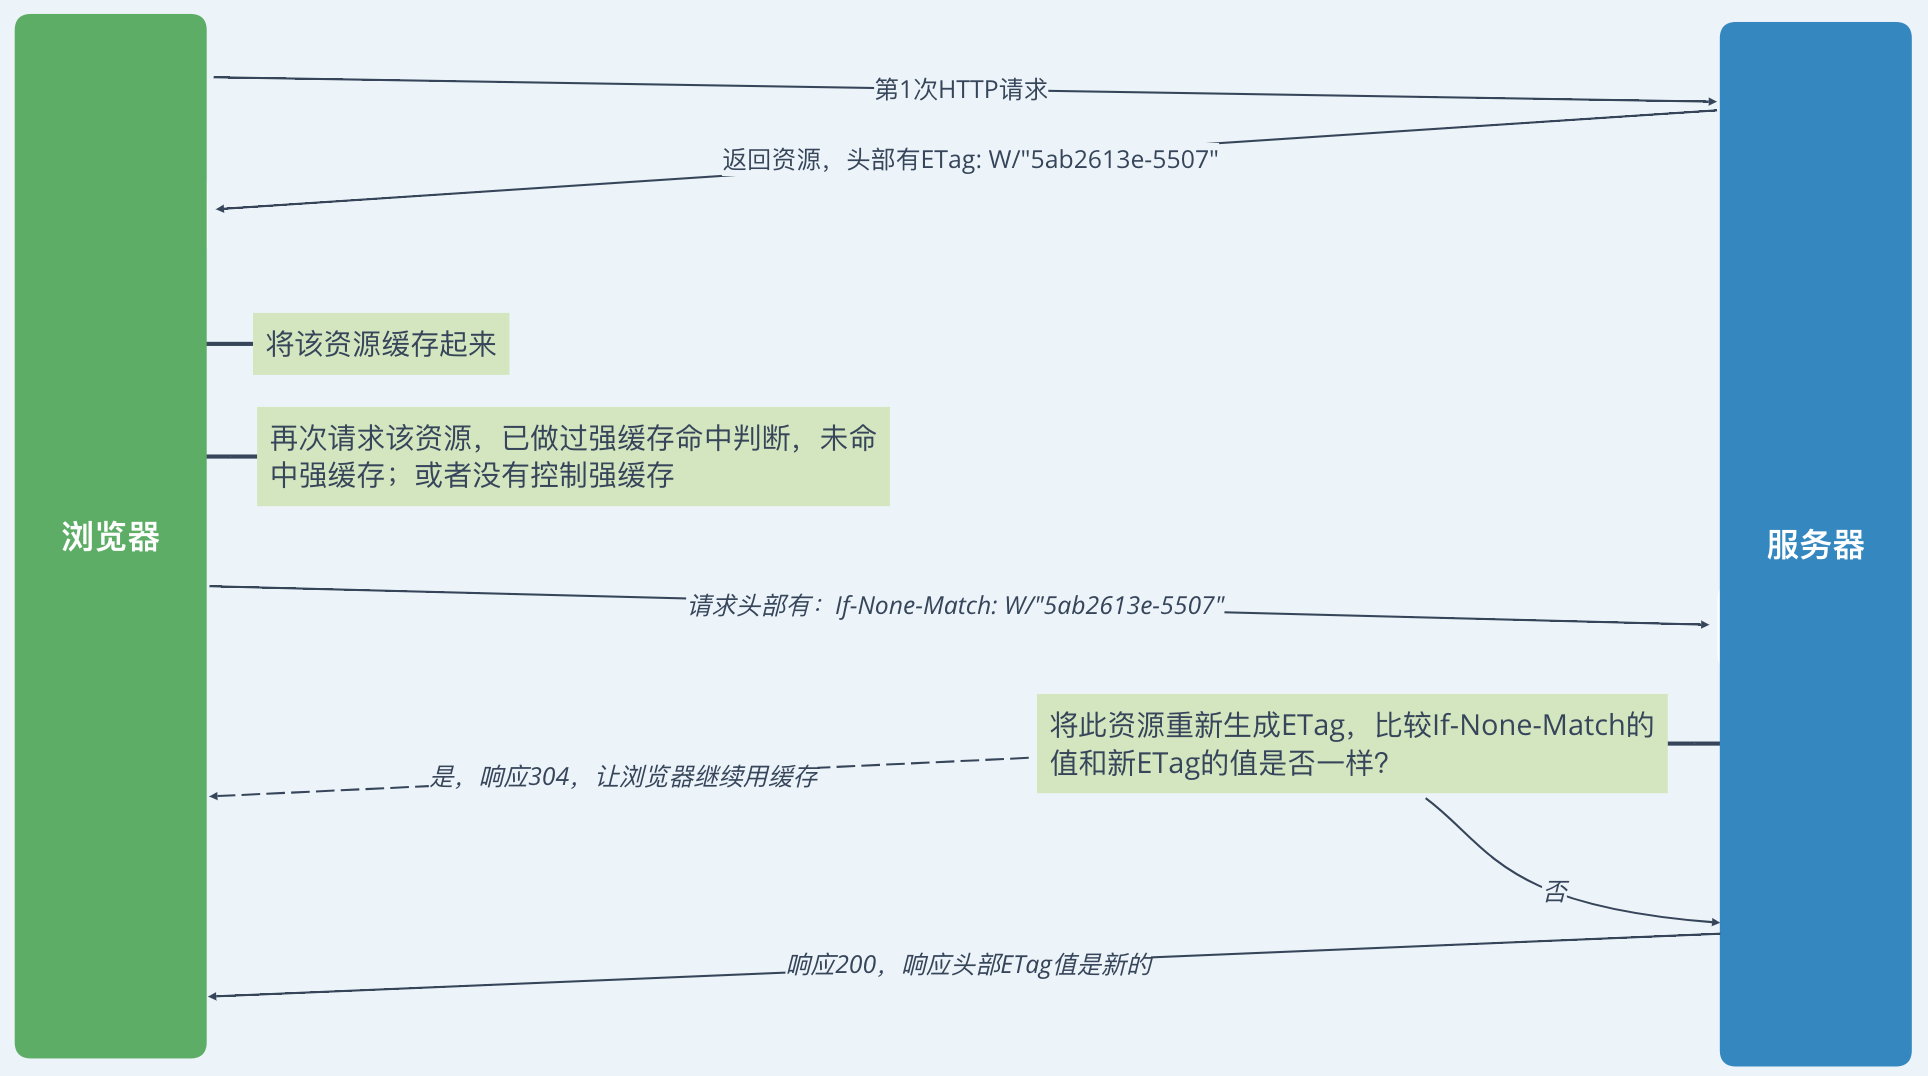 第1次HTTP请求
返回资源，头部有ETag: W/"5ab2613e-5507"
将该资源缓存起来
再次请求该资源，已做过强缓存命中判断，未命
中强缓存；或者没有控制强缓存
浏览器
服务器
请求头部有：If-None-Match: W/"5ab2613e-5507"
将此资源重新生成ETag，比较If-None-Match的
值和新ETag的值是否一样？
是，响应304，让浏览器继续用缓存
否
响应200，响应头部ETag值是新的